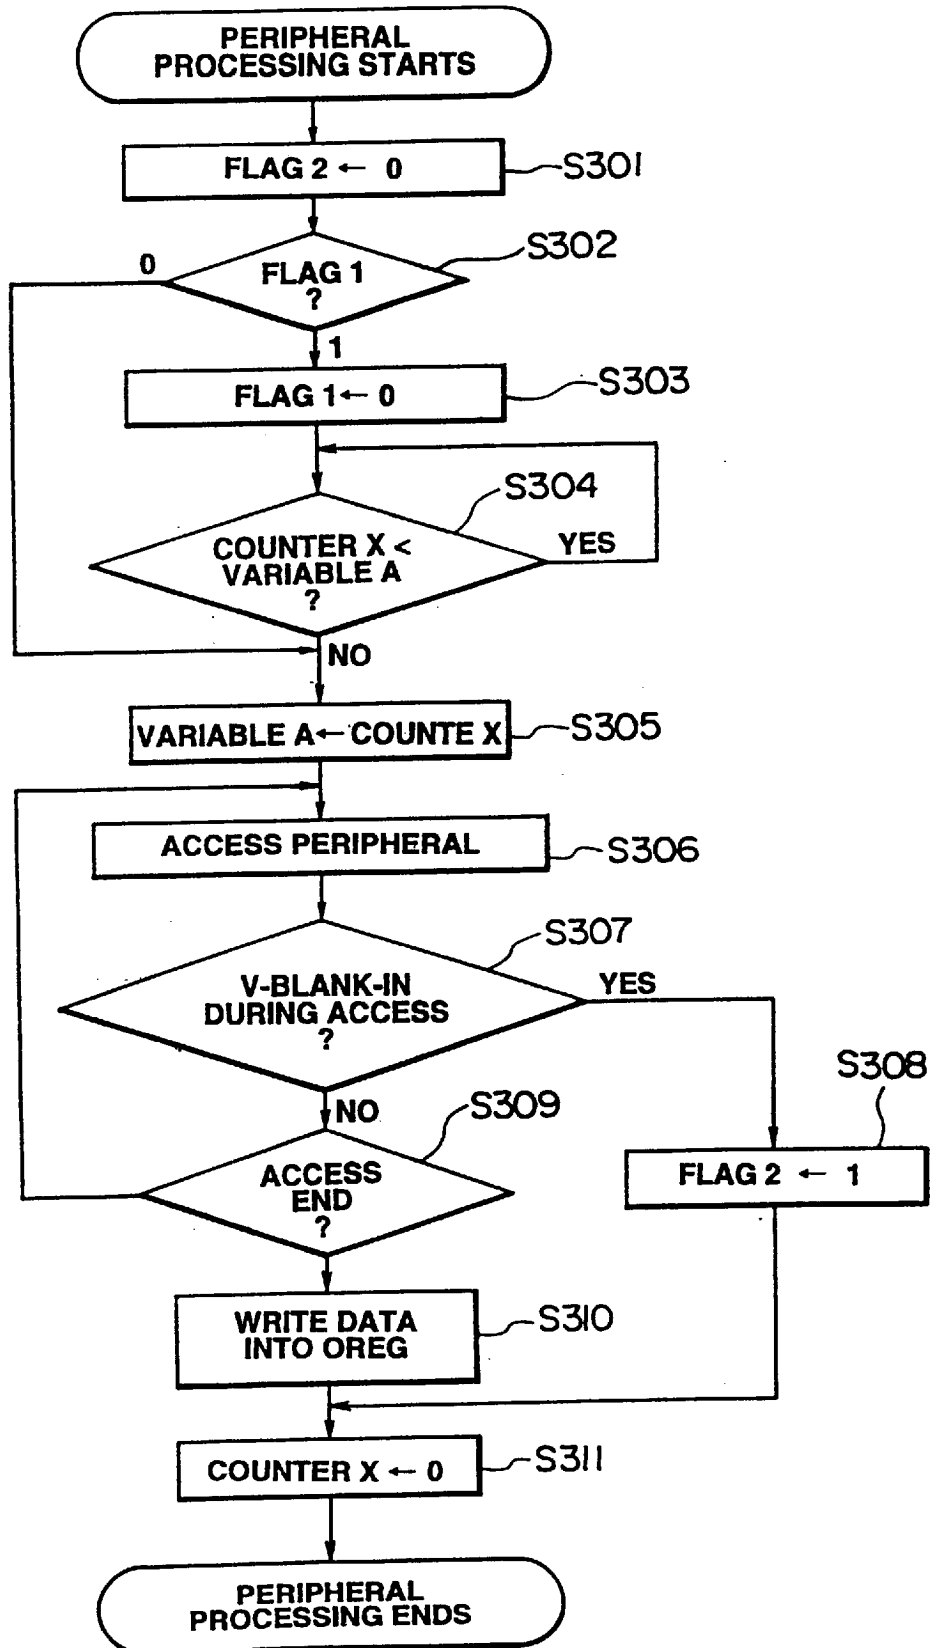 PERIPHERAL
PROCESSING STARTS
FLAG 2 ← 0
S301
S302
0
FLAG 1
?
1
FLAG 1← 0
S303
S304
COUNTER X <
VARIABLE A
?
YES
NO
VARIABLE A← COUNTE X
S305
ACCESS PERIPHERAL
S306
S307
V-BLANK-IN
DURING ACCESS
?
YES
S308
NO
S309
FLAG 2 ← 1
ACCESS
END
?
WRITE DATA
INTO OREG
S310
COUNTER X ← 0
S311
PERIPHERAL
PROCESSING ENDS